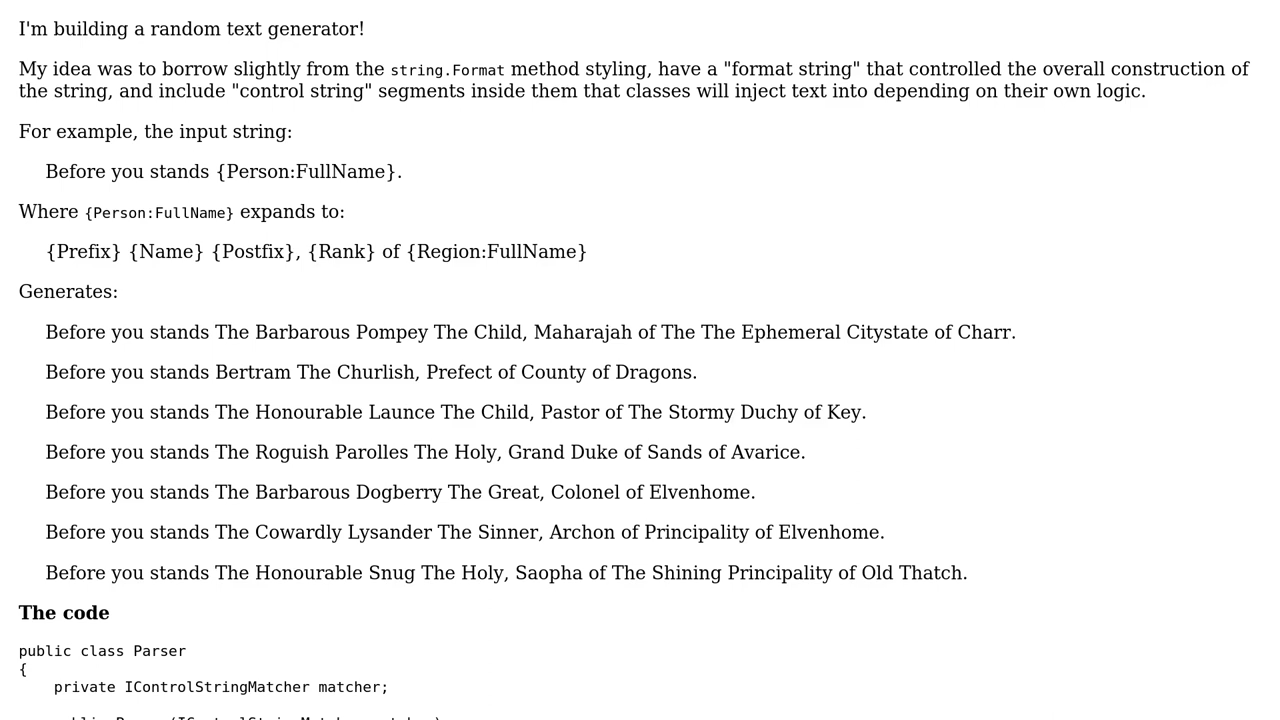 I'm building a random text generator!
My idea was to borrow slightly from the string.Format method styling, have a "format string" that controlled the overall construction of
the string, and include "control string" segments inside them that classes will inject text into depending on their own logic.
For example, the input string:
Before you stands {Person:FullName}.
Where {Person:FullName} expands to:
{Prefix} {Name} {Postfix}, {Rank} of {Region:FullName}
Generates:
Before you stands The Barbarous Pompey The Child, Maharajah of The The Ephemeral Citystate of Charr.
Before you stands Bertram The Churlish, Prefect of County of Dragons.
Before you stands The Honourable Launce The Child, Pastor of The Stormy Duchy of Key.
Before you stands The Roguish Parolles The Holy, Grand Duke of Sands of Avarice.
Before you stands The Barbarous Dogberry The Great, Colonel of Elvenhome.
Before you stands The Cowardly Lysander The Sinner, Archon of Principality of Elvenhome.
Before you stands The Honourable Snug The Holy, Saopha of The Shining Principality of Old Thatch.
The code
public class Parser
{
private IControlStringMatcher matcher;